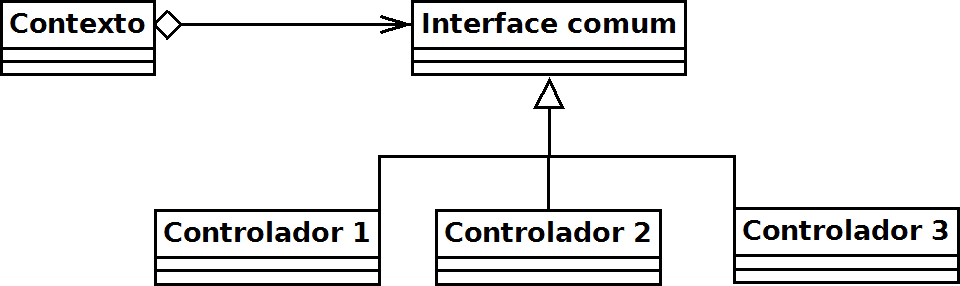 Contexto
Interface comum
Controlador 1
Controlador 2
Controlador 3